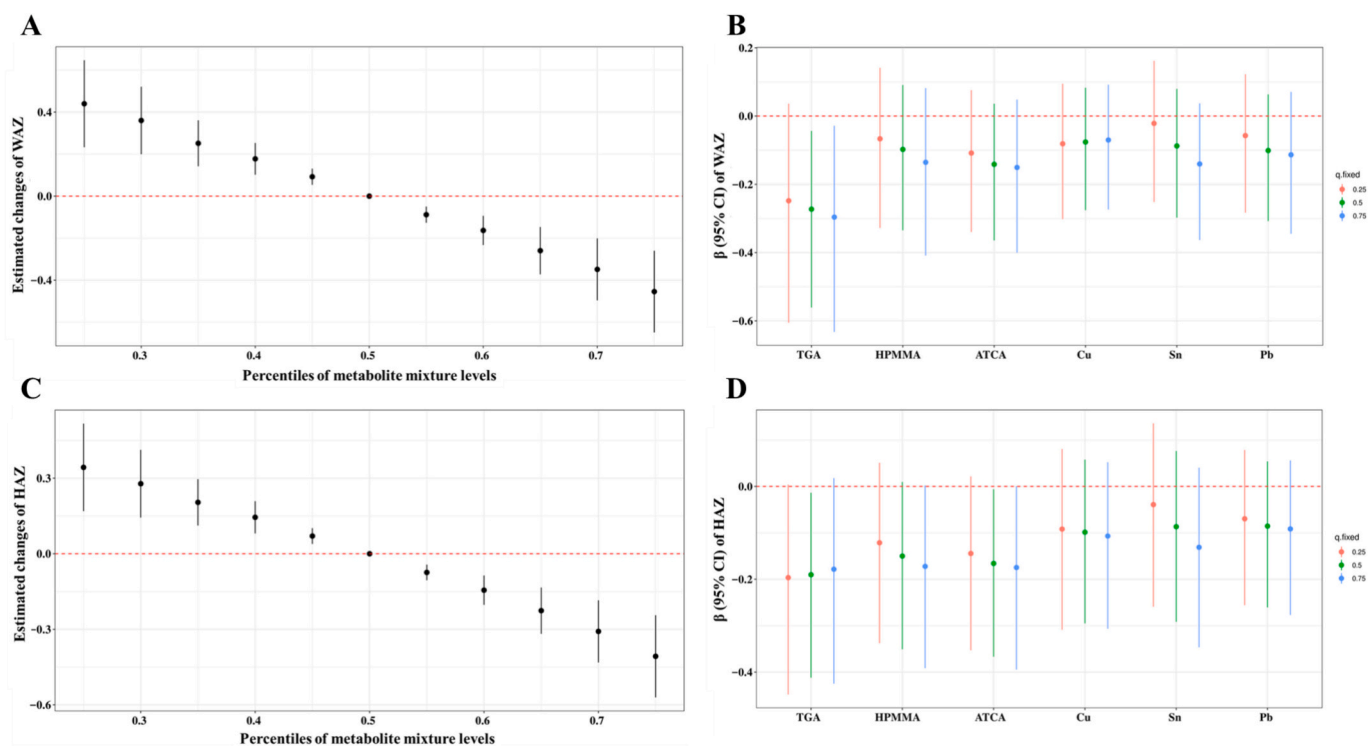 A
Estimated changes of WAZ
0.4
0.0
−0.4
0.3
0.4
0.5
0.6
0.7
Percentiles of metabolite mixture levels
B
β (95% CI) of WAZ
0.2
0.0
−0.2
−0.4
−0.6
TGA
HPMMA
ATCA
Cu
Sn
Pb
q.fixed
0.25
0.5
0.75
C
Estimated changes of HAZ
0.3
0.0
−0.3
−0.6
0.3
0.4
0.5
0.6
0.7
Percentiles of metabolite mixture levels
D
β (95% CI) of HAZ
0.0
−0.2
−0.4
TGA
HPMMA
ATCA
Cu
Sn
Pb
q.fixed
0.25
0.5
0.75